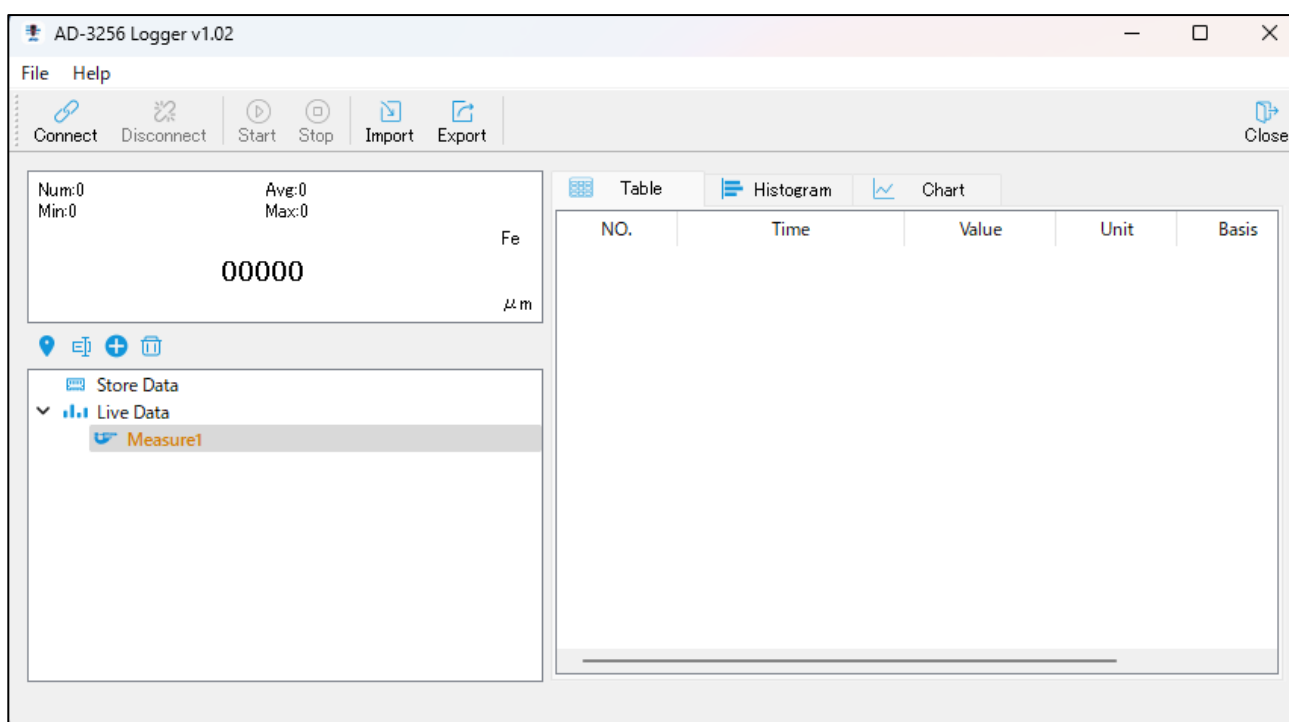 AD-3256 Logger v1.02
File Help
Connect Disconnect Start Stop Import Export Close
Num:0 Avg:0
Min:0 Max:0
Fe
00000
μm
Store Data
Live Data
Measure1
Table Histogram Chart
NO. Time Value Unit Basis